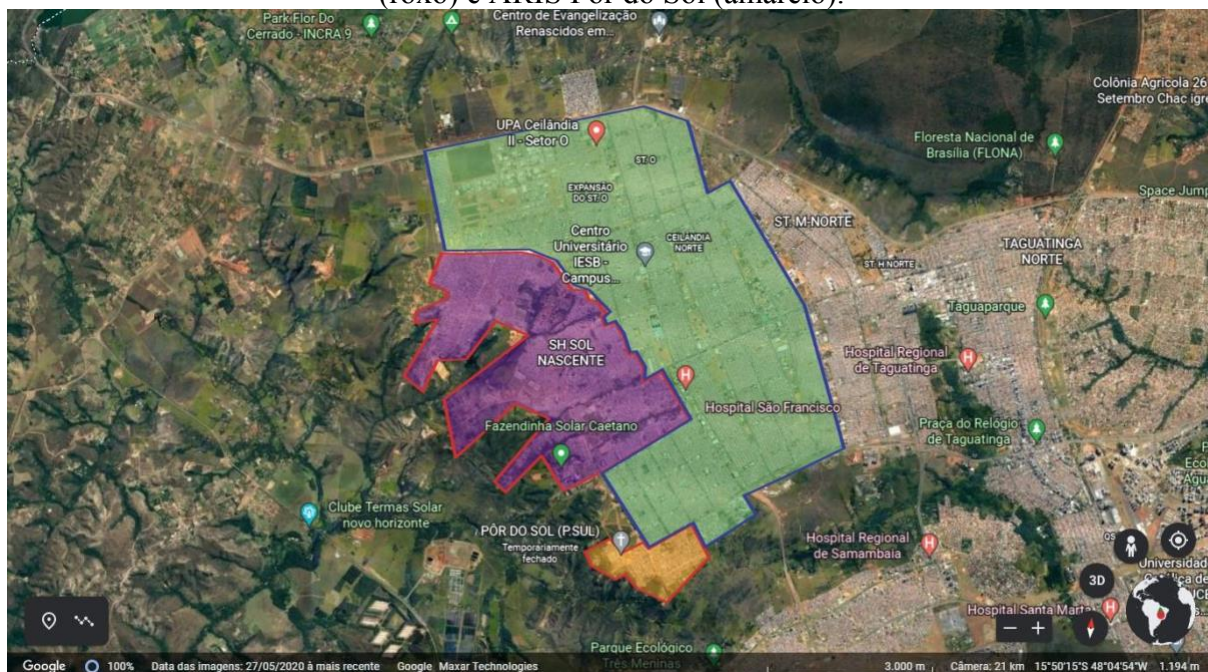 (roxo) e ARIS Pôr do Sol (amarelo).
Park Flor Do
Cerrado - INCRA 9
Centro de Evangelização
Renascidos em...
Colônia Agrícola 26
Setembro Chac igre
UPA Ceilândia
II - Setor O
Floresta Nacional de
Brasília (FLONA)
ST. O
EXPANSÃO
DO ST. O
Space Jump
ST. M-NORTE
Centro
Universitário
IESB -
Campus...
CEILÂNDIA
NORTE
TAGUATINGA
NORTE
ST. H NORTE
Taguaparque
SH SOL
NASCENTE
Hospital Regional
de Taguatinga
Hospital São Francisco
Fazendinha Solar Caetano
Praça do Relógio
de Taguatinga
Clube Termas Solar
novo horizonte
PÔR DO SOL (P.SUL)
Temporariamente
fechado
Hospital Regional
de Samambaia
Universidad
3D
Hospital Santa Marta
Parque Ecológico
Três Meninas
Google 100% Data das imagens: 27/05/2020 à mais recente Google Maxar Technologies 3.000 m Câmera: 21 km 15°50'15"S 48°04'54"W 1.194 m